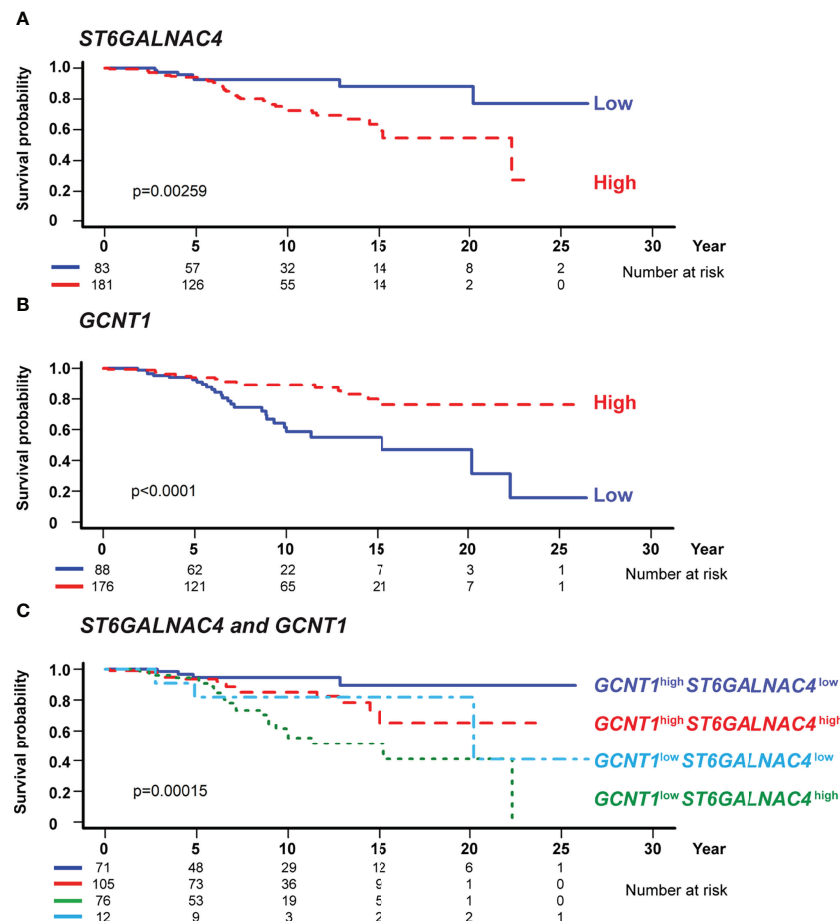 A
ST6GALNAC4
Survival probability
1.0
0.8
0.6
0.4
0.2
0
Low
High
p=0.00259
0 5 10 15 20 25 30 Year
83 57 32 14 8 2
181 126 55 14 2 0
Number at risk
B
GCNT1
Survival probability
1.0
0.8
0.6
0.4
0.2
0
High
Low
p<0.0001
0 5 10 15 20 25 30 Year
88 62 22 7 3 1
176 121 65 21 7 1
Number at risk
C
ST6GALNAC4 and GCNT1
Survival probability
1.0
0.8
0.6
0.4
0.2
0
GCNT1high ST6GALNAC4low
GCNT1high ST6GALNAC4high
GCNT1low ST6GALNAC4low
GCNT1low ST6GALNAC4high
p=0.00015
0 5 10 15 20 25 30 Year
71 48 29 12 6 1
105 73 36 9 1 0
76 53 19 5 1 0
12 9 3 2 2 1
Number at risk